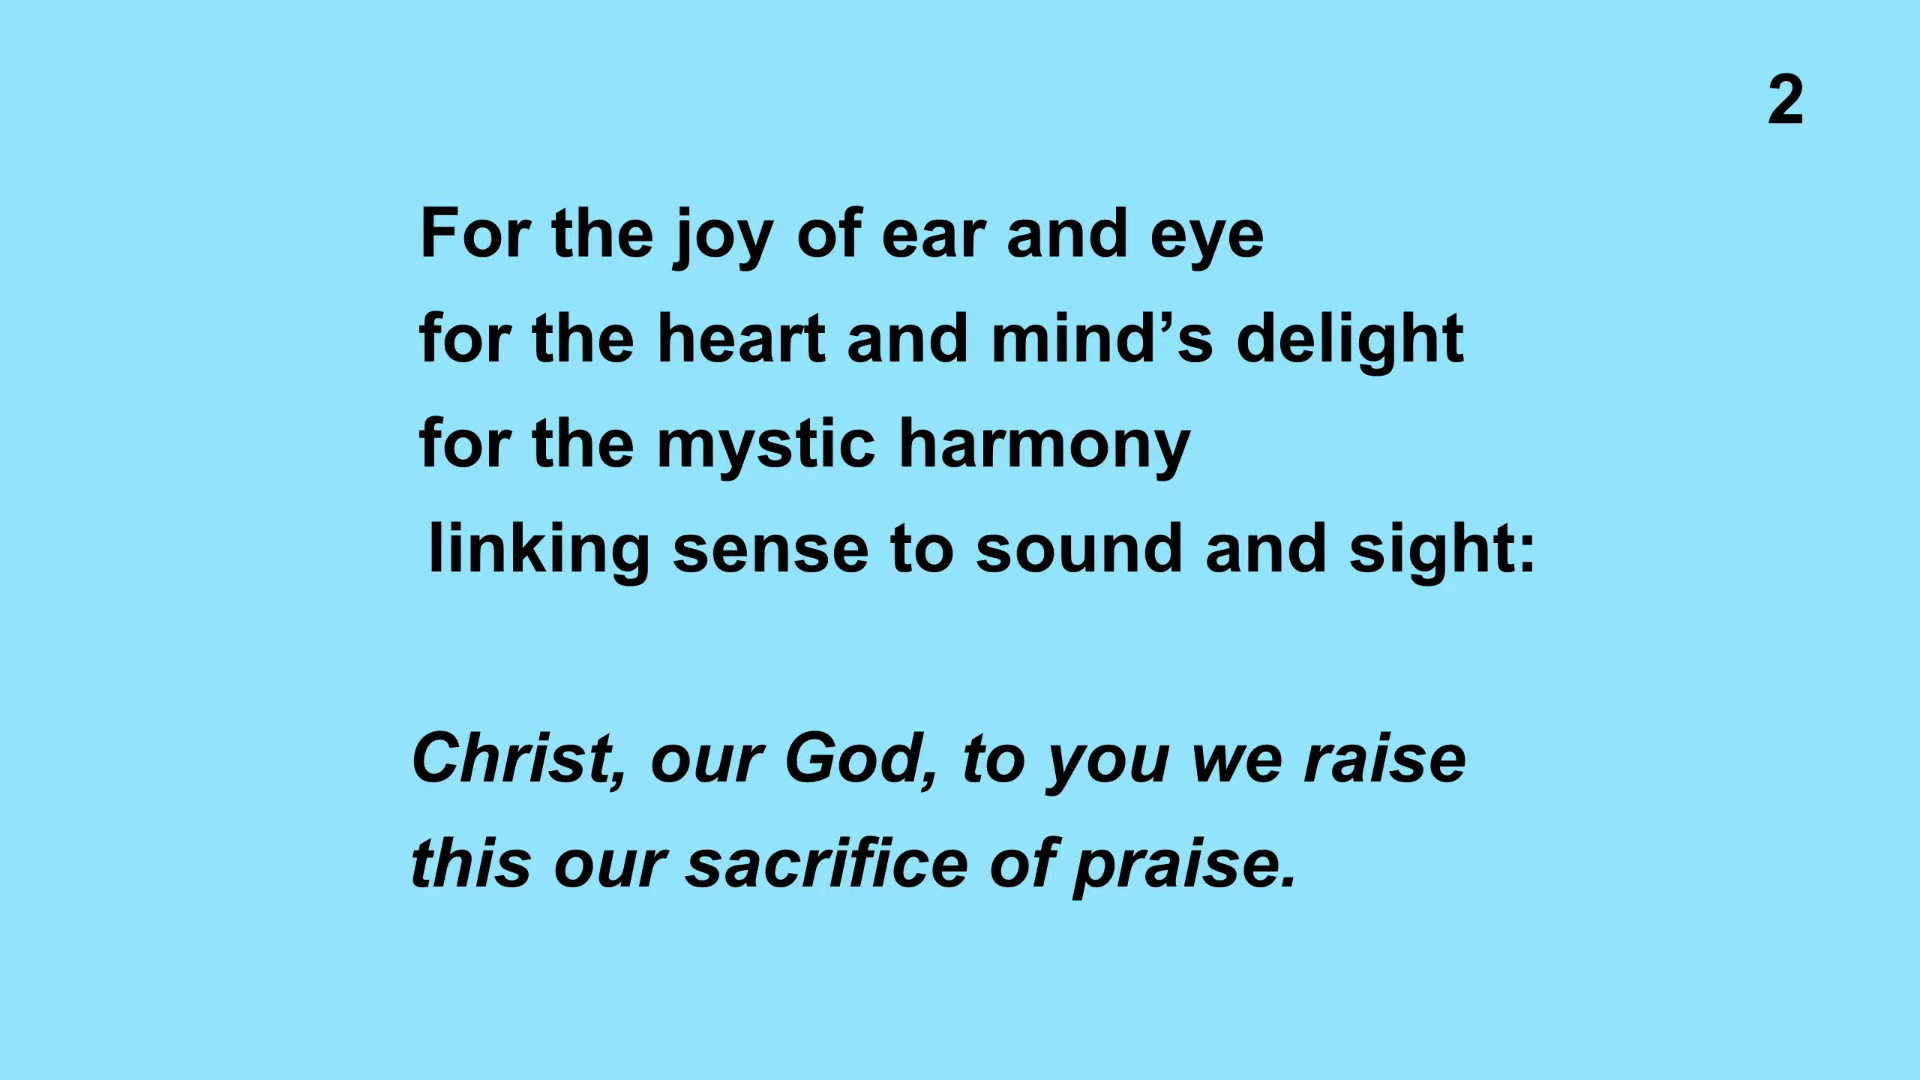 2
For the joy of ear and eye
for the heart and mind’s delight
for the mystic harmony
linking sense to sound and sight:
Christ, our God, to you we raise
this our sacrifice of praise.